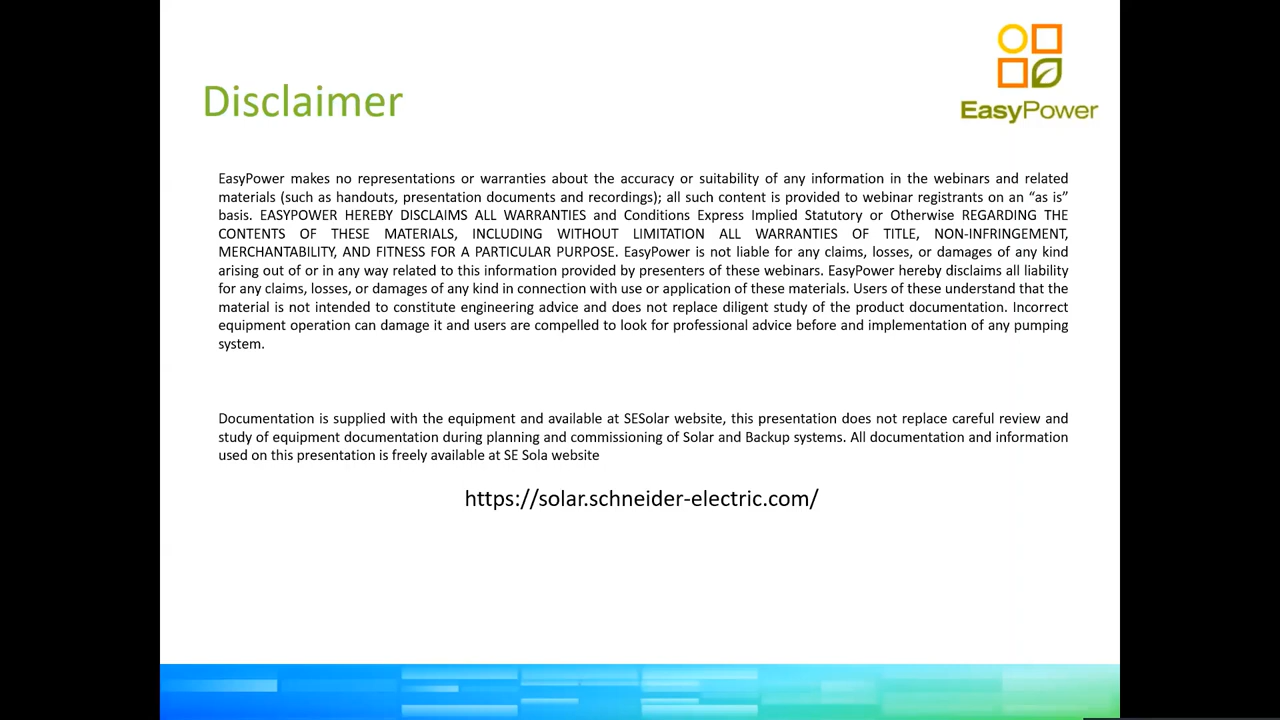 EasyPower
Disclaimer
EasyPower makes no representations or warranties about the accuracy or suitability of any information in the webinars and related
materials (such as handouts, presentation documents and recordings); all such content is provided to webinar registrants on an “as is”
basis. EASYPOWER HEREBY DISCLAIMS ALL WARRANTIES and Conditions Express Implied Statutory or Otherwise REGARDING THE
CONTENTS OF THESE MATERIALS, INCLUDING WITHOUT LIMITATION ALL WARRANTIES OF TITLE, NON-INFRINGEMENT,
MERCHANTABILITY, AND FITNESS FOR A PARTICULAR PURPOSE. EasyPower is not liable for any claims, losses, or damages of any kind
arising out of or in any way related to this information provided by presenters of these webinars. EasyPower hereby disclaims all liability
for any claims, losses, or damages of any kind in connection with use or application of these materials. Users of these understand that the
material is not intended to constitute engineering advice and does not replace diligent study of the product documentation. Incorrect
equipment operation can damage it and users are compelled to look for professional advice before and implementation of any pumping
system.
Documentation is supplied with the equipment and available at SESolar website, this presentation does not replace careful review and
study of equipment documentation during planning and commissioning of Solar and Backup systems. All documentation and information
used on this presentation is freely available at SE Sola website
https://solar.schneider-electric.com/